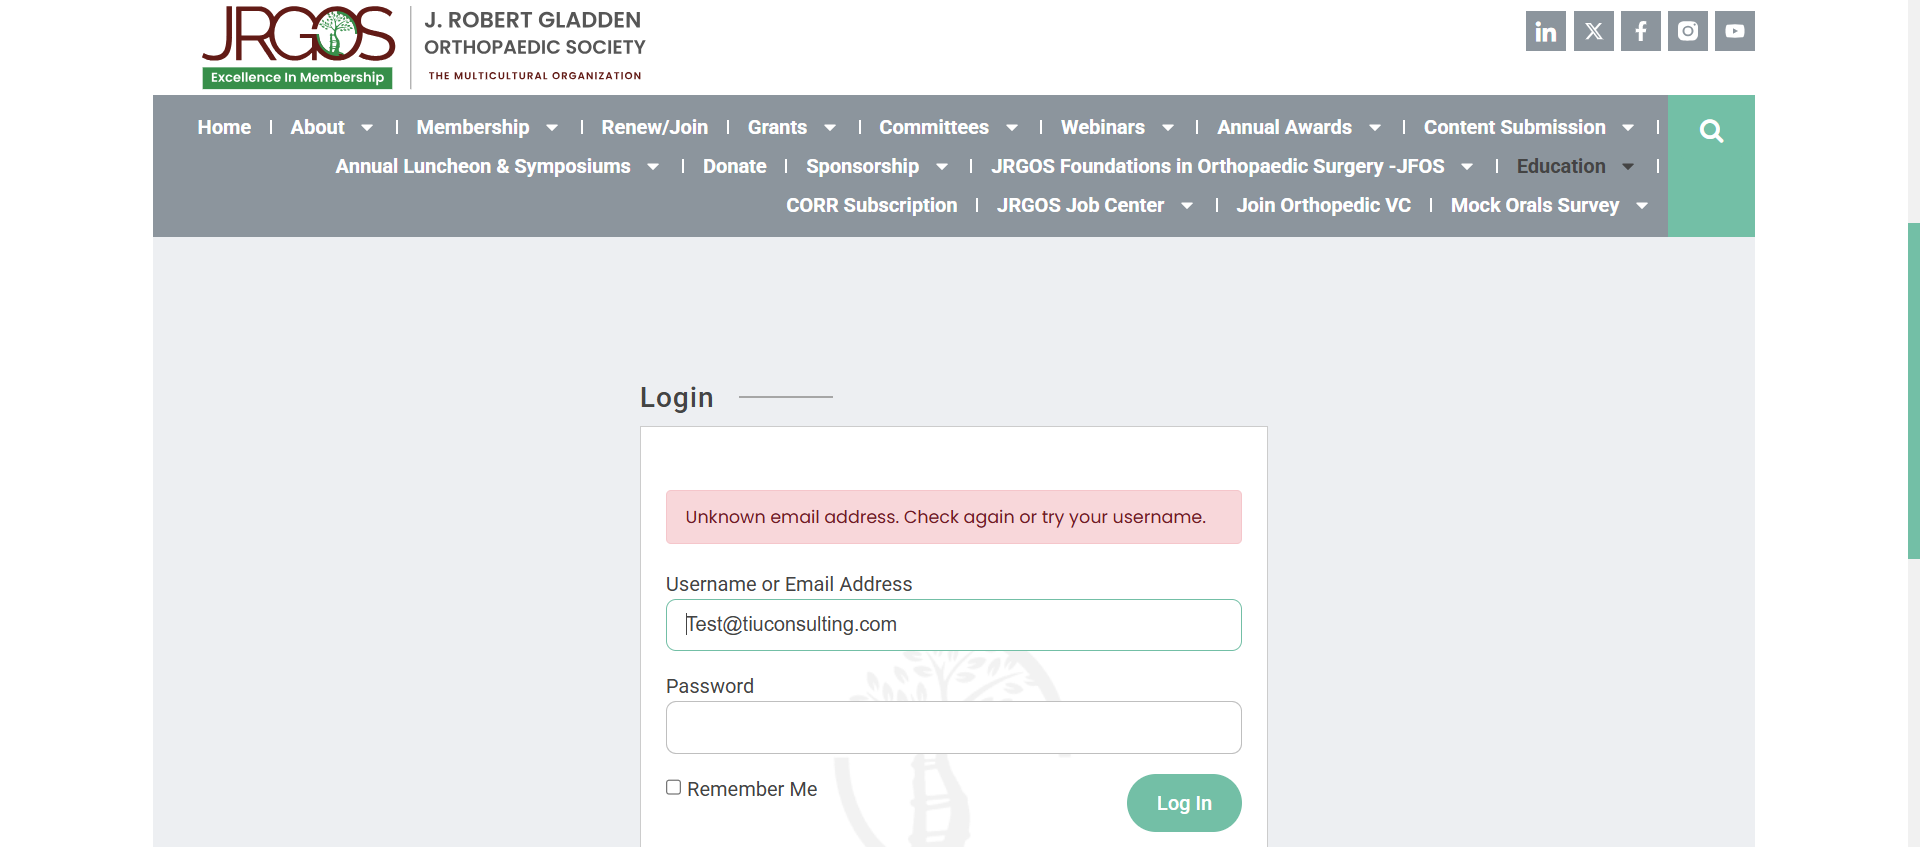 JRGOS
Excellence In Membership
J. ROBERT GLADDEN
ORTHOPAEDIC SOCIETY
THE MULTICULTURAL ORGANIZATION
Home | About | Membership | Renew/Join | Grants | Committees | Webinars | Annual Awards | Content Submission |
Annual Luncheon & Symposiums | Donate | Sponsorship | JRGOS Foundations in Orthopaedic Surgery -JFOS | Education |
CORR Subscription | JRGOS Job Center | Join Orthopedic VC | Mock Orals Survey
Login
Unknown email address. Check again or try your username.
Username or Email Address
Test@tiuconsulting.com
Password
Remember Me
Log In